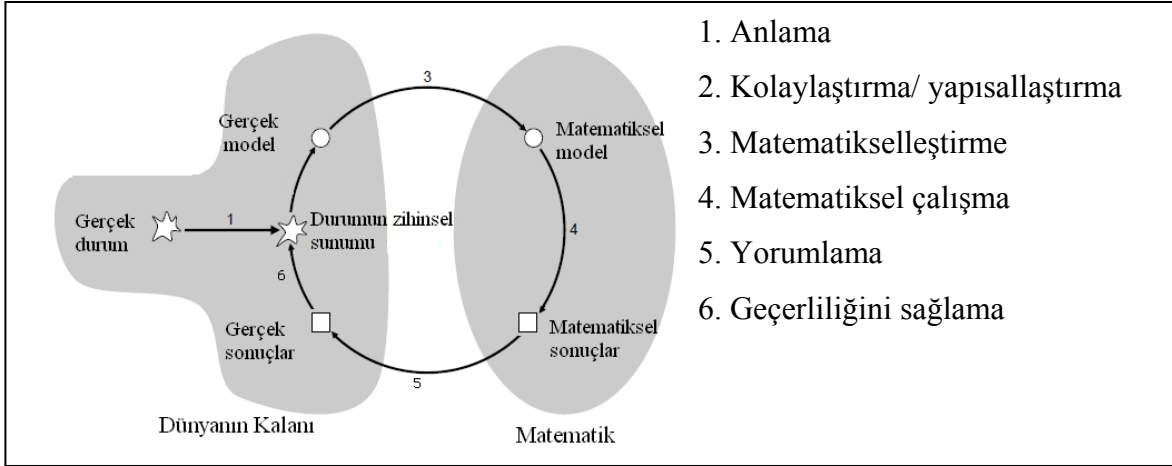 3
Gerçek
model
Matematiksel
model
Gerçek
durum
1
Durumun zihinsel
sunumu
4
6
Gerçek
sonuçlar
Matematiksel
sonuçlar
5
Dünyanın Kalanı
Matematik
1. Anlama
2. Kolaylaştırma/ yapısallaştırma
3. Matematikselleştirme
4. Matematiksel çalışma
5. Yorumlama
6. Geçerliliğini sağlama